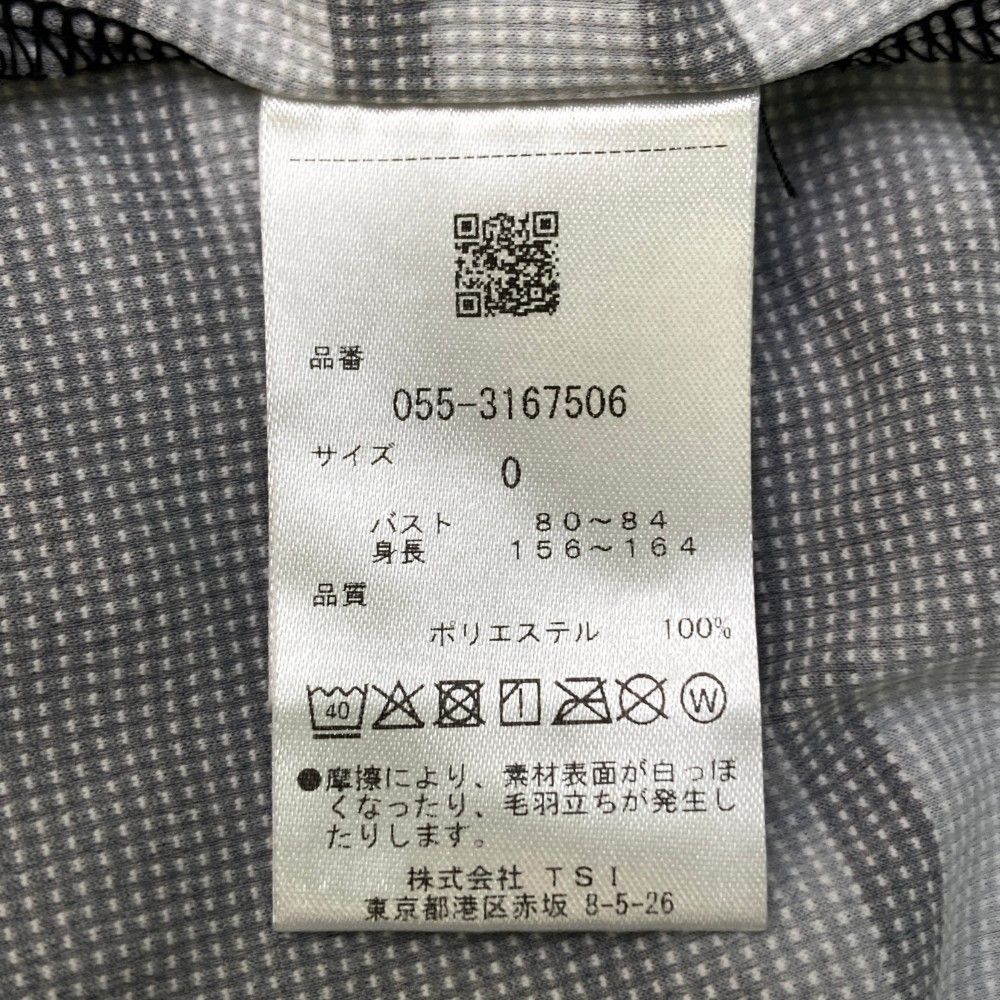 品番
055-3167506
サイズ 0
バスト 80～84
身長 156～164
品質
ポリエステル 100%
40
W
●摩擦により、素材表面が白っぽ
くなったり、毛羽立ちが発生し
たりします。
株式会社 TSI
東京都港区赤坂 8-5-26